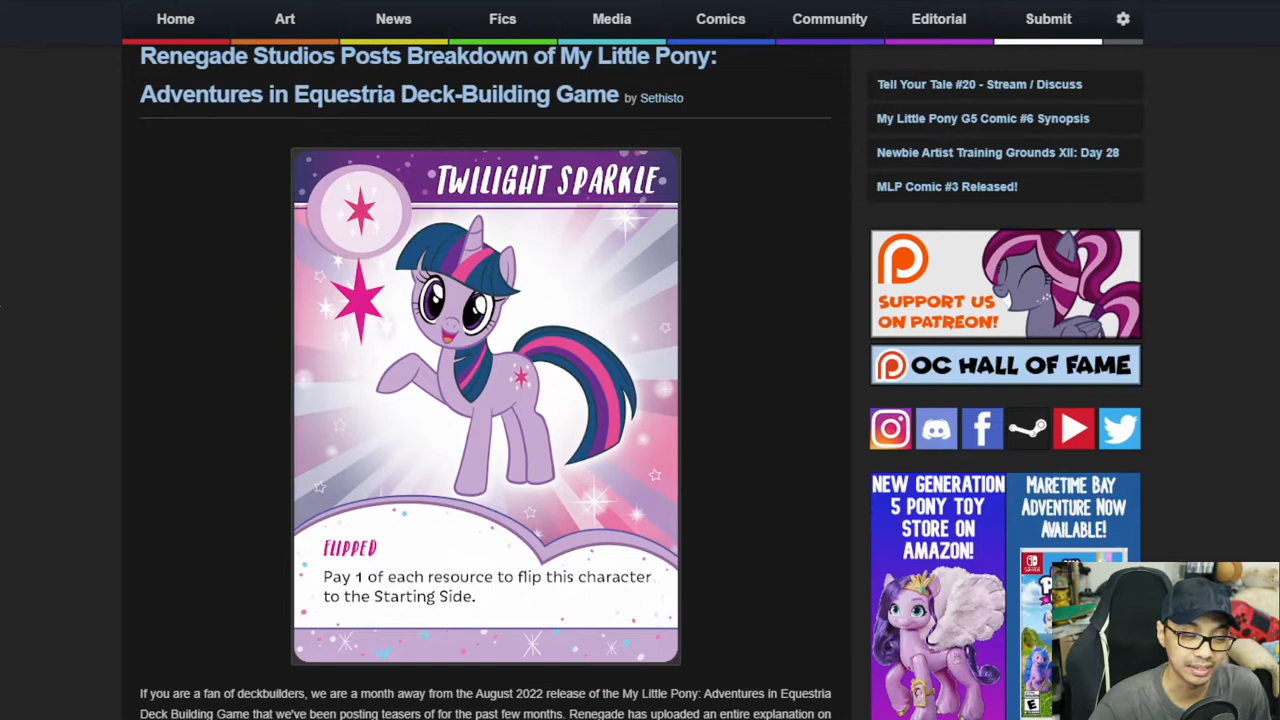 Home Art News Fics Media Comics Community Editorial Submit
Renegade Studios Posts Breakdown of My Little Pony:
Adventures in Equestria Deck-Building Game by Sethisto
TWILIGHT SPARKLE
FLIPPED
Pay 1 of each resource to flip this character
to the Starting Side.
If you are a fan of deckbuilders, we are a month away from the August 2022 release of the My Little Pony: Adventures in Equestria
Deck Building Game that we've been posting teasers of for the past few months. Renegade has uploaded an entire explanation on
Tell Your Tale #20 - Stream / Discuss
My Little Pony G5 Comic #6 Synopsis
Newbie Artist Training Grounds XII: Day 28
MLP Comic #3 Released!
SUPPORT US
ON PATREON!
OC HALL OF FAME
NEW GENERATION
5 PONY TOY
STORE ON
AMAZON!
MARETIME BAY
ADVENTURE NOW
AVAILABLE!